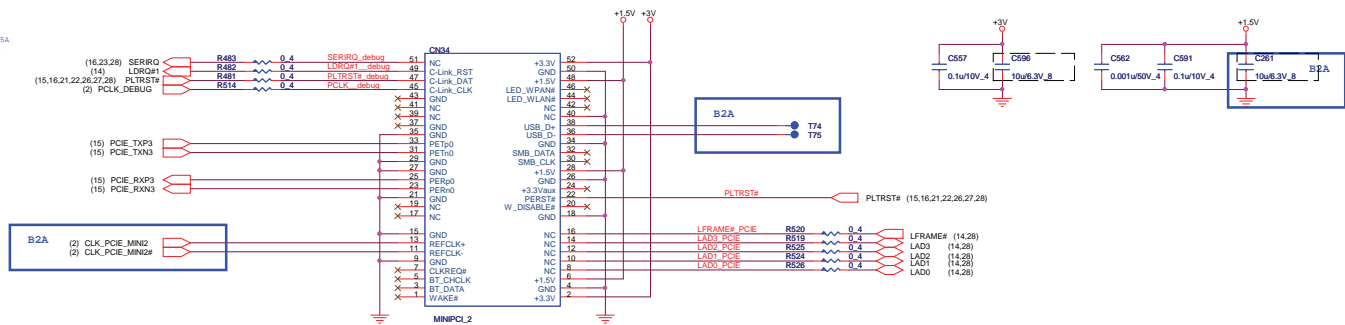 5A
+1.5V
+3V
CN34
(16,23,28) SERIRQ R483 0_4 SERIRQ_debug 51 NC +3.3V 52
(14) LDRQ#1 R482 0_4 LDRQ#1__debug 49 C-Link_RST GND 50
(15,16,21,22,26,27,28) PLTRST# R481 0_4 PLTRST#_debug 47 C-Link_DAT +1.5V 48
(2) PCLK_DEBUG R514 0_4 PCLK__debug 45 C-Link_CLK LED_WPAN# 46
43 GND LED_WLAN# 44
41 NC NC 42
39 NC NC 40
37 GND USB_D+ 38
35 GND USB_D- 36
(15) PCIE_TXP3 33 PETp0 GND 34
(15) PCIE_TXN3 31 PETn0 SMB_DATA 32
29 GND SMB_CLK 30
27 GND +1.5V 28
(15) PCIE_RXP3 25 PERp0 GND 26
(15) PCIE_RXN3 23 PERn0 +3.3Vaux 24
21 GND PERST# 22 PLTRST# PLTRST# (15,16,21,22,26,27,28)
19 NC W_DISABLE# 20
17 NC GND 18
15 GND NC 16 LFRAME#_PCIE R520 0_4 LFRAME# (14,28)
(2) CLK_PCIE_MINI2 13 REFCLK+ NC 14 LAD3_PCIE R519 0_4 LAD3 (14,28)
(2) CLK_PCIE_MINI2# 11 REFCLK- NC 12 LAD2_PCIE R525 0_4 LAD2 (14,28)
9 GND NC 10 LAD1_PCIE R524 0_4 LAD1 (14,28)
7 CLKREQ# NC 8 LAD0_PCIE R526 0_4 LAD0 (14,28)
5 BT_CHCLK +1.5V 6
3 BT_DATA GND 4
1 WAKE# +3.3V 2
MINIPCI_2
B2A
B2A
T74
T75
+3V
C557
0.1u/10V_4
C596
10u/6.3V_8
+1.5V
C562
0.001u/50V_4
C591
0.1u/10V_4
C261
10u/6.3V_8
B2A